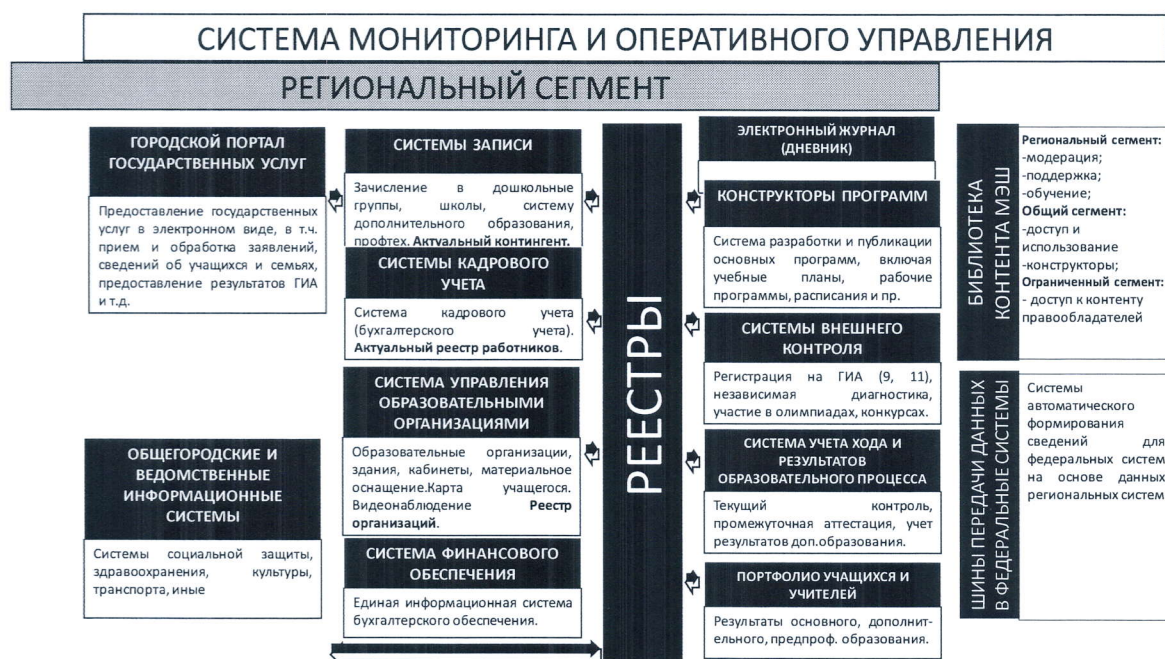 СИСТЕМА МОНИТОРИНГА И ОПЕРАТИВНОГО УПРАВЛЕНИЯ
РЕГИОНАЛЬНЫЙ СЕГМЕНТ
ГОРОДСКОЙ ПОРТАЛ
ГОСУДАРСТВЕННЫХ УСЛУГ
Предоставление государственных
услуг в электронном виде, в т.ч.
прием и обработка заявлений,
сведений об учащихся и семьях,
предоставление результатов ГИА
и т.д.
ОБЩЕГОРОДСКИЕ И
ВЕДОМСТВЕННЫЕ
ИНФОРМАЦИОННЫЕ
СИСТЕМЫ
Системы социальной защиты,
здравоохранения, культуры,
транспорта, иные
СИСТЕМЫ ЗАПИСИ
Зачисление в дошкольные
группы, школы, систему
дополнительного образования,
профтех. Актуальный контингент.
СИСТЕМЫ КАДРОВОГО
УЧЕТА
Система кадрового учета
(бухгалтерского учета).
Актуальный реестр работников.
СИСТЕМА УПРАВЛЕНИЯ
ОБРАЗОВАТЕЛЬНЫМИ
ОРГАНИЗАЦИЯМИ
Образовательные организации,
здания, кабинеты, материальное
оснащение.Карта учащегося.
Видеонаблюдение Реестр
организаций.
СИСТЕМА ФИНАНСОВОГО
ОБЕСПЕЧЕНИЯ
Единая информационная система
бухгалтерского обеспечения.
РЕЕСТРЫ
ЭЛЕКТРОННЫЙ ЖУРНАЛ
(ДНЕВНИК)
КОНСТРУКТОРЫ ПРОГРАММ
Система разработки и публикации
основных программ, включая
учебные планы, рабочие
программы, расписания и пр.
СИСТЕМЫ ВНЕШНЕГО
КОНТРОЛЯ
Регистрация на ГИА (9, 11),
независимая диагностика,
участие в олимпиадах, конкурсах.
СИСТЕМА УЧЕТА ХОДА И
РЕЗУЛЬТАТОВ
ОБРАЗОВАТЕЛЬНОГО ПРОЦЕССА
Текущий контроль,
промежуточная аттестация, учет
результатов доп.образования.
ПОРТФОЛИО УЧАЩИХСЯ И
УЧИТЕЛЕЙ
Результаты основного, дополнит-
ельного, предпроф. образования.
БИБЛИОТЕКА
КОНТЕНТА МЭШ
Региональный сегмент:
-модерация;
-поддержка;
-обучение;
Общий сегмент:
-доступ и
использование
-конструкторы;
Ограниченный сегмент:
- доступ к контенту
правообладателей
ШИНЫ ПЕРЕДАЧИ ДАННЫХ
В ФЕДЕРАЛЬНЫЕ СИСТЕМЫ
Системы
автоматического
формирования
сведений для
федеральных систем
на основе данных
региональных систем